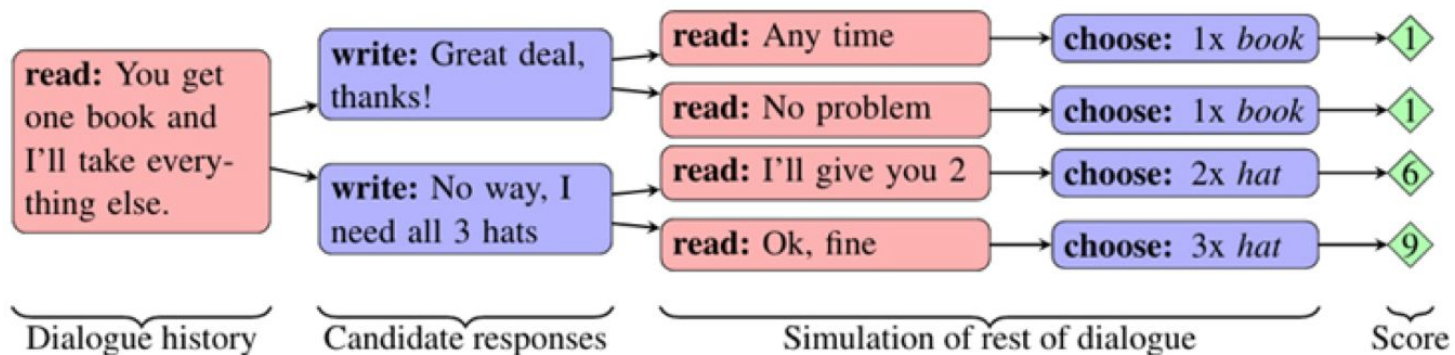 read: You get
one book and
I'll take every-
thing else.
write: Great deal,
thanks!
write: No way, I
need all 3 hats
read: Any time
read: No problem
read: I'll give you 2
read: Ok, fine
choose: 1x book
choose: 1x book
choose: 2x hat
choose: 3x hat
1
1
6
9
Dialogue history
Candidate responses
Simulation of rest of dialogue
Score